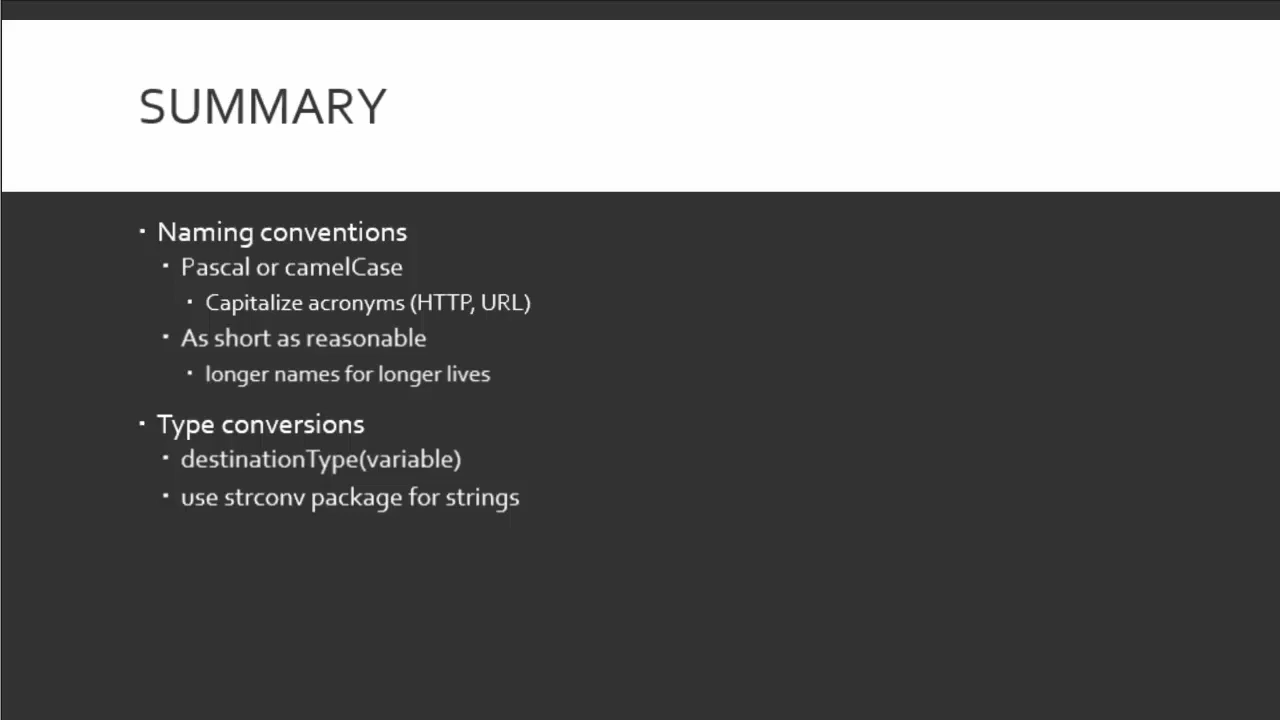 SUMMARY
· Naming conventions
· Pascal or camelCase
· Capitalize acronyms (HTTP, URL)
· As short as reasonable
· longer names for longer lives
· Type conversions
· destinationType(variable)
· use strconv package for strings